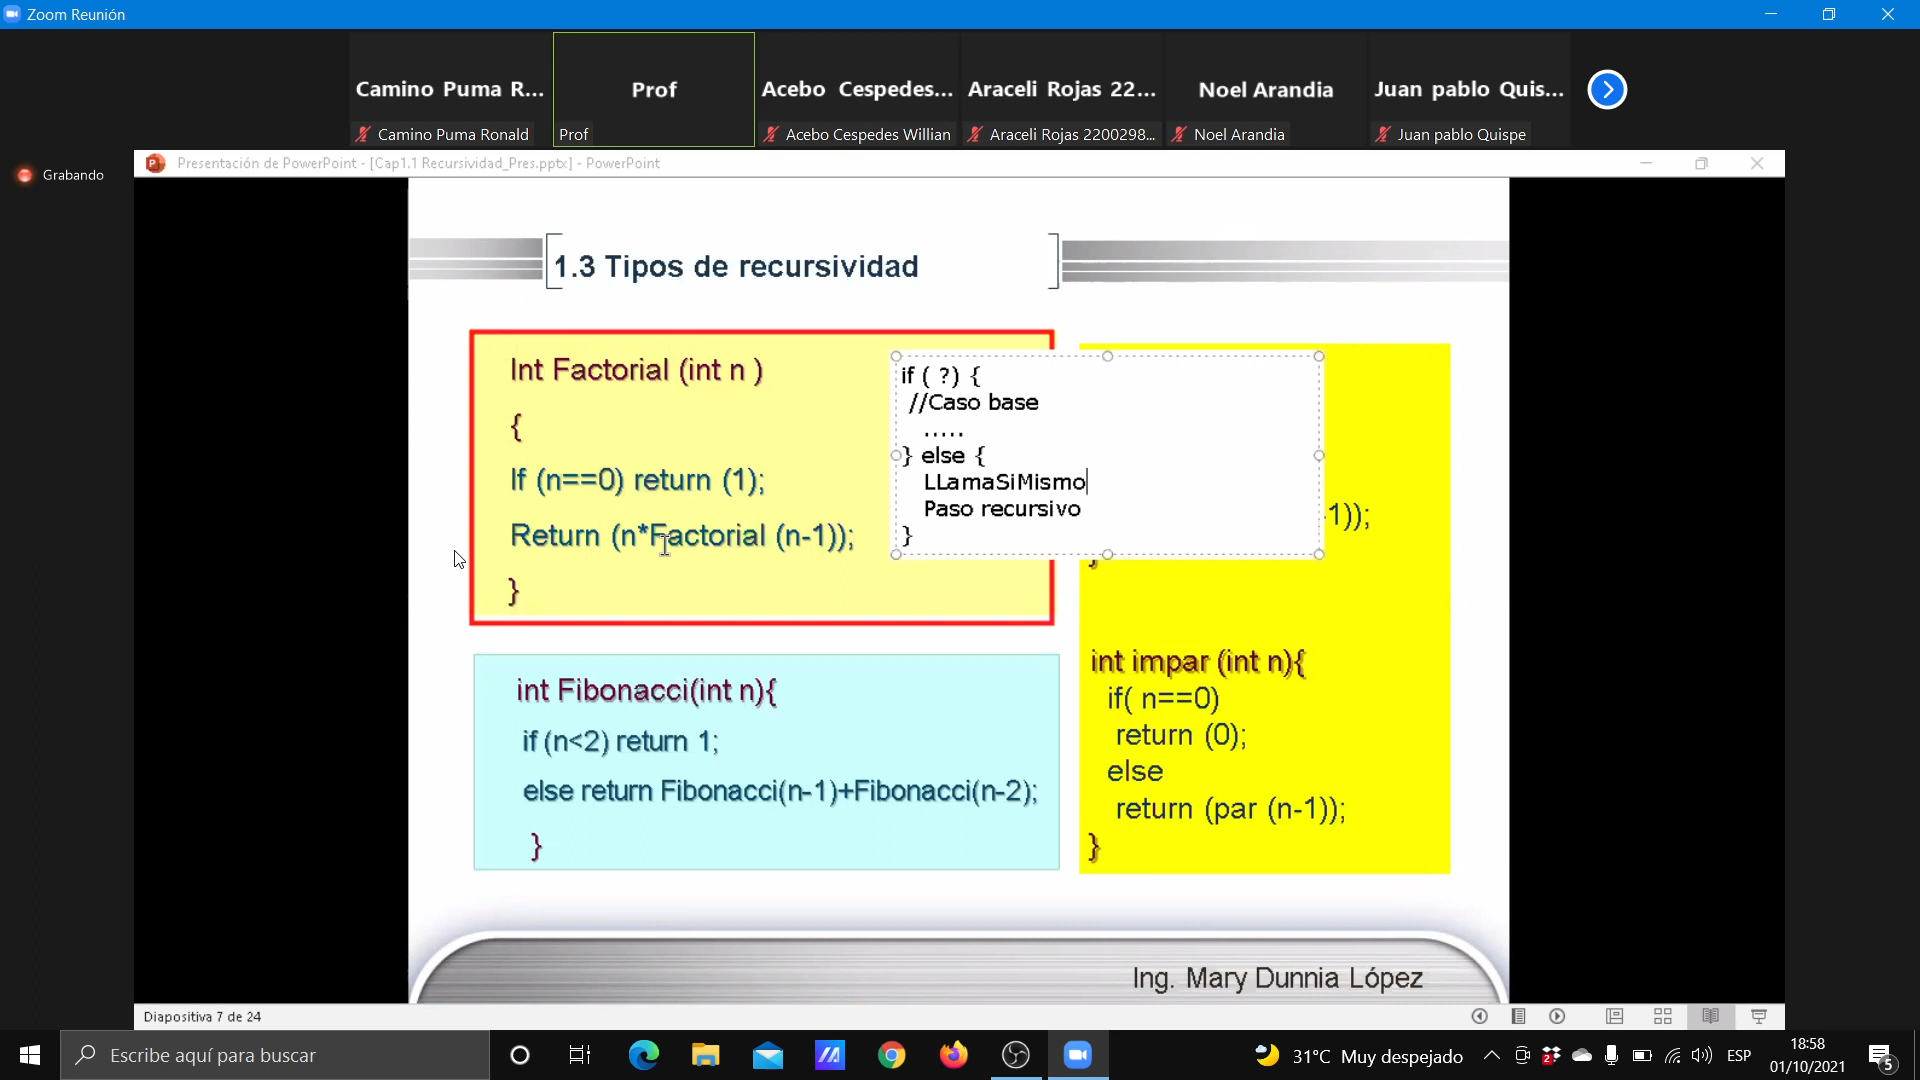 Zoom Reunión
Camino Puma R...
Prof
Acebo Cespedes...
Araceli Rojas 22...
Noel Arandia
Juan pablo Quis...
Camino Puma Ronald
Prof
Acebo Cespedes Willian
Araceli Rojas 2200298...
Noel Arandia
Juan pablo Quispe
Grabando
Presentación de PowerPoint - [Cap1.1 Recursividad_Pres.pptx] - PowerPoint
1.3 Tipos de recursividad
Int Factorial (int n )
{
If (n==0) return (1);
Return (n*Factorial (n-1));
}
if ( ?) {
//Caso base
.....
} else {
LLamaSiMismo
Paso recursivo
}
-1));
}
int Fibonacci(int n){
if (n<2) return 1;
else return Fibonacci(n-1)+Fibonacci(n-2);
}
int impar (int n){
if( n==0)
return (0);
else
return (par (n-1));
}
Ing. Mary Dunnia López
Diapositiva 7 de 24
Escribe aquí para buscar
2
31°C Muy despejado
ESP
18:58
01/10/2021
5